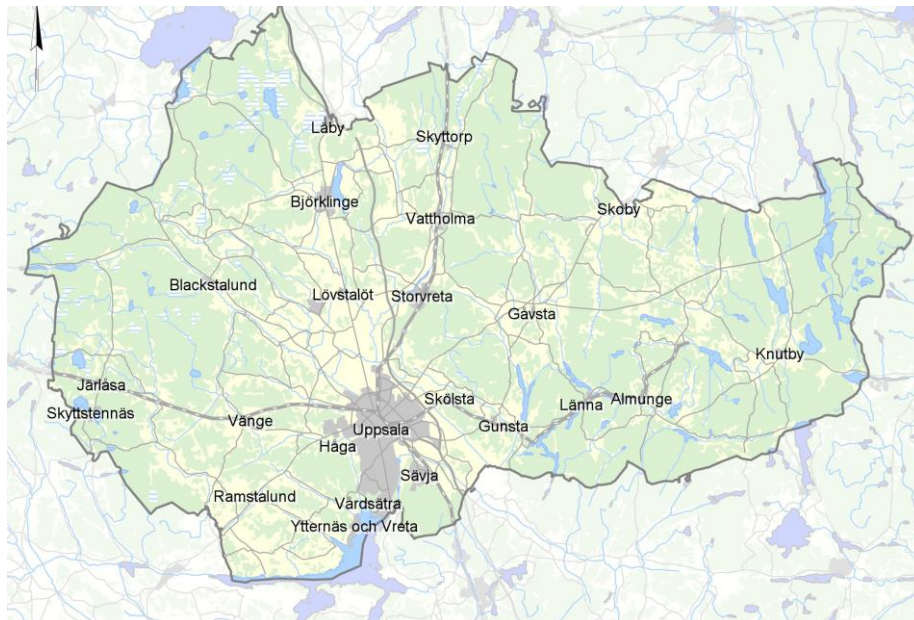 Låby
Skyttorp
Björklinge
Skoby
Vattholma
Blackstalund
Lövstalöt
Storvreta
Gåvsta
Knutby
Järlåsa
Skölsta
Länna
Almunge
Skyttstennäs
Vänge
Uppsala
Gunsta
Håga
Sävja
Ramstalund
Vårdsätra
Ytternäs och Vreta